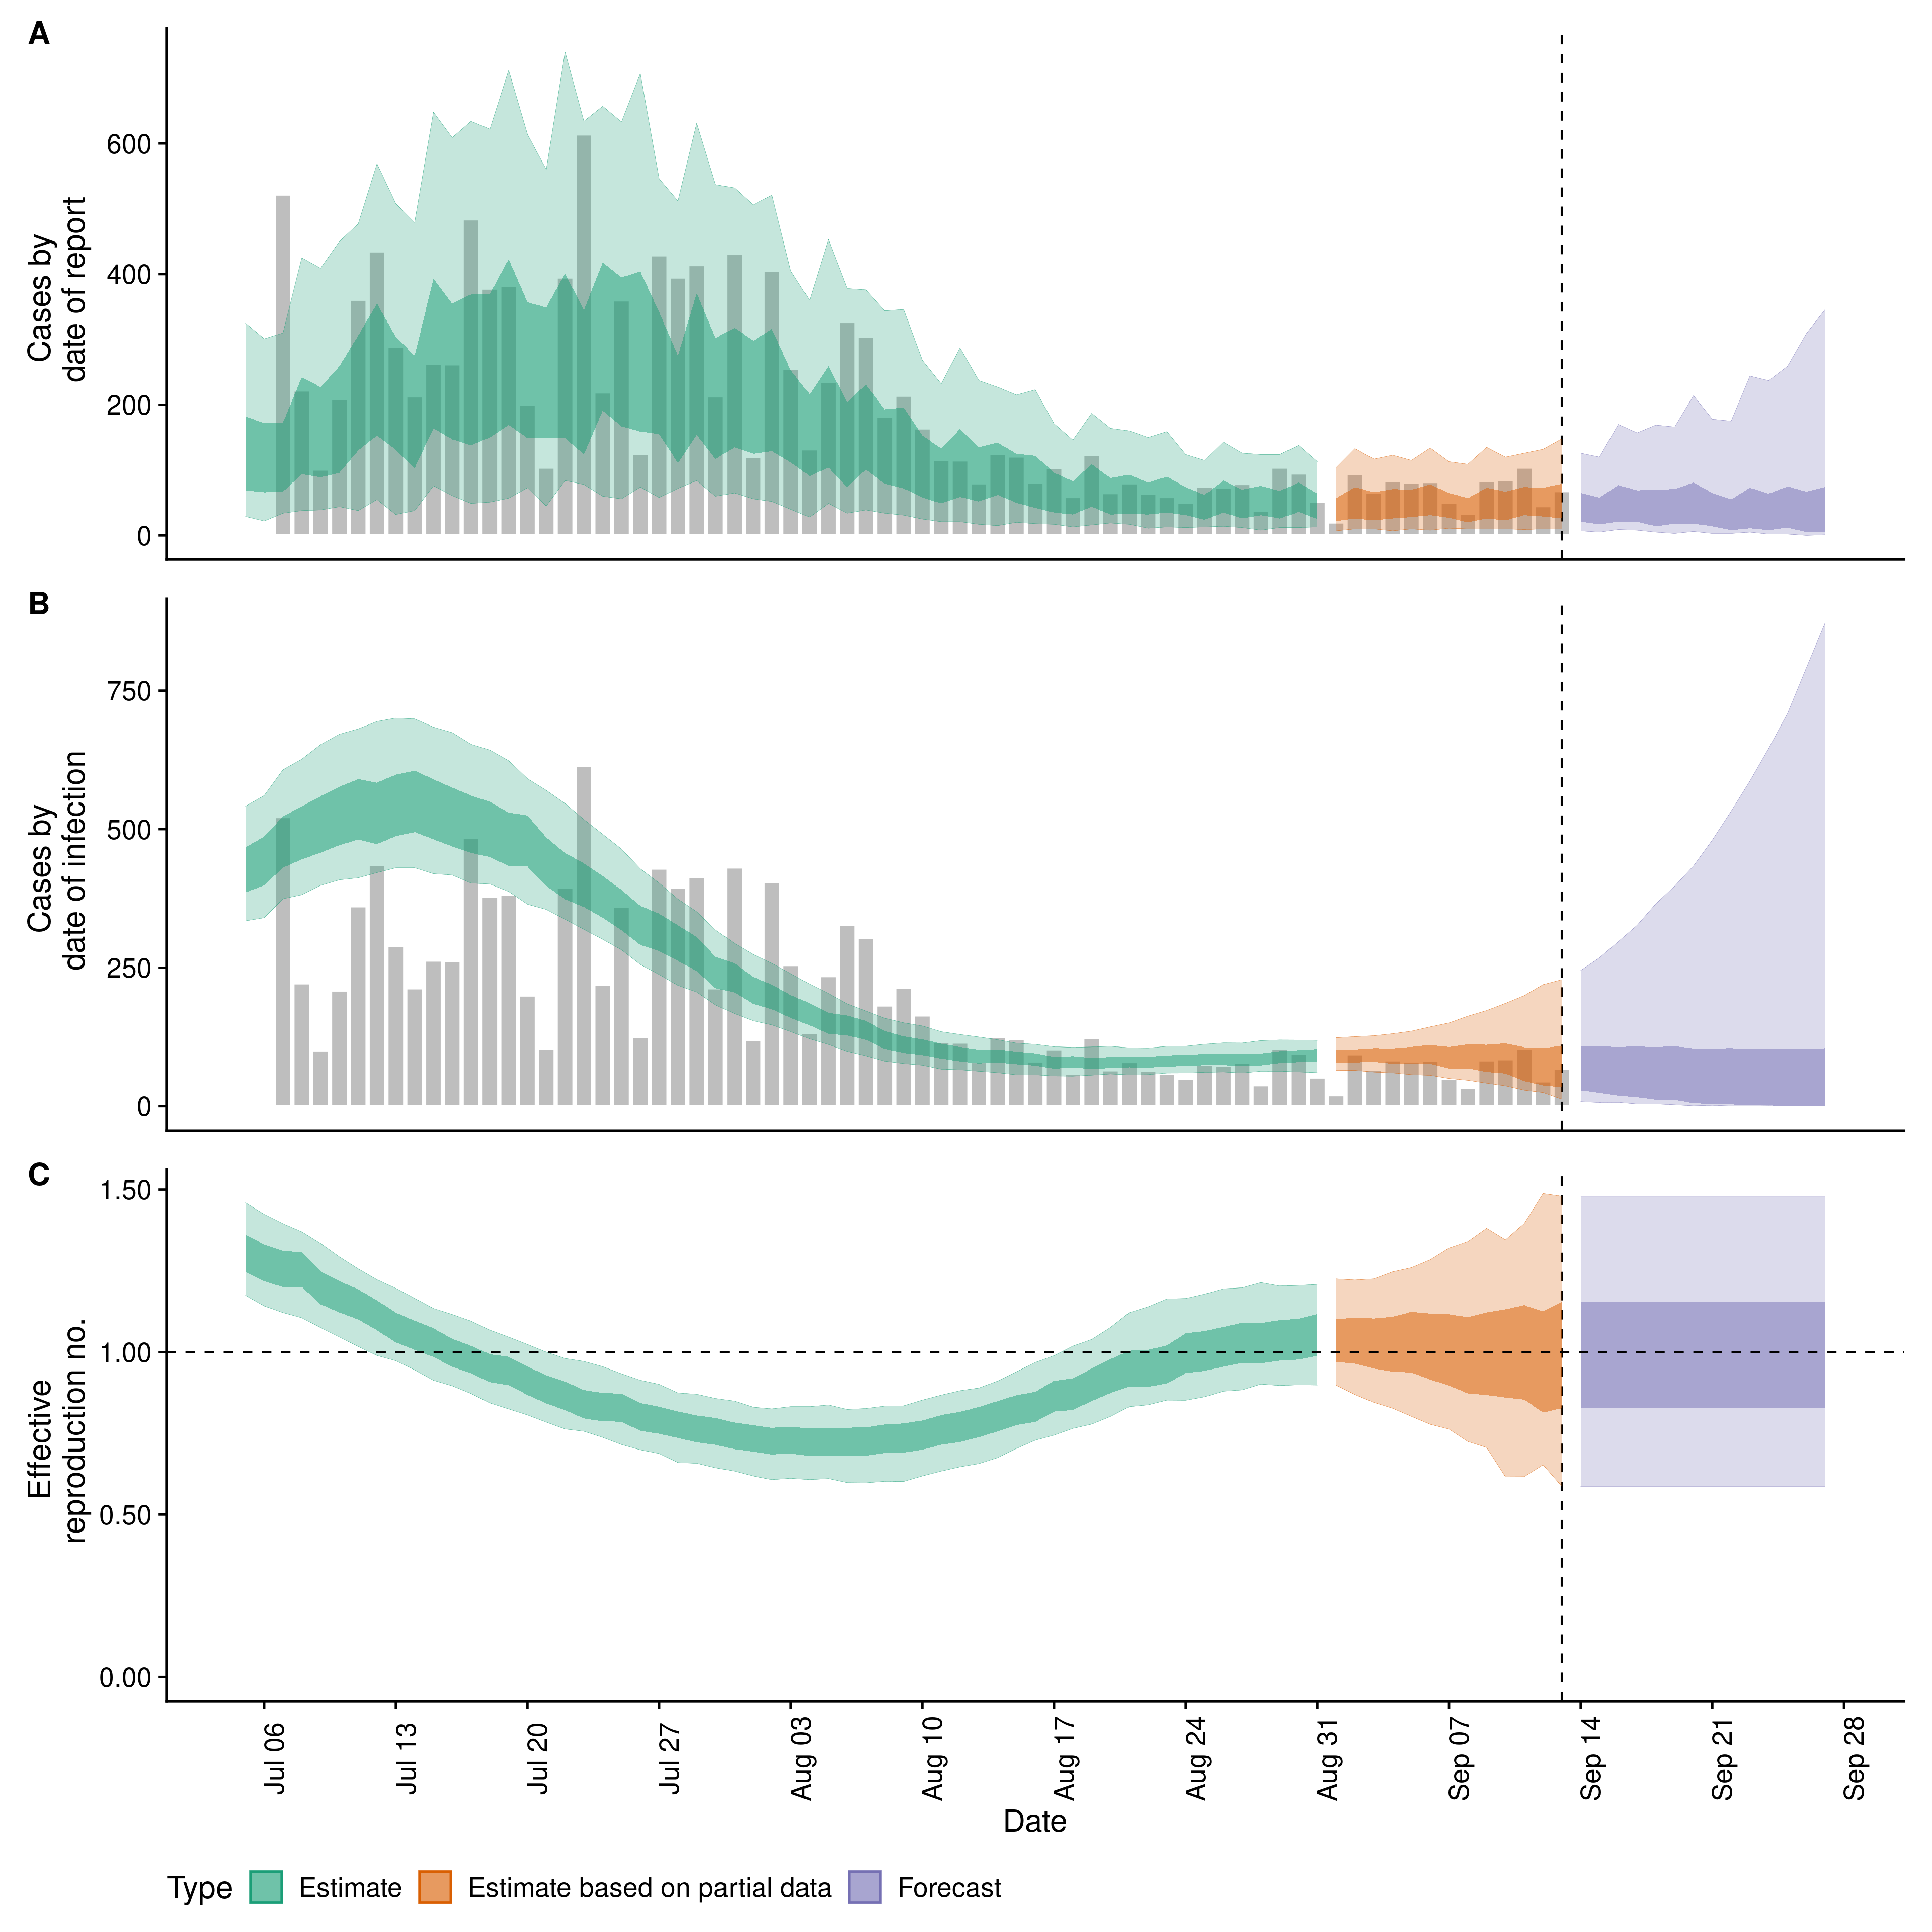 A
Cases by
date of report
600
400
200
0
B
Cases by
date of infection
750
500
250
0
C
Effective
reproduction no.
1.50
1.00
0.50
0.00
Jul 06
Jul 13
Jul 20
Jul 27
Aug 03
Aug 10
Aug 17
Aug 24
Aug 31
Sep 07
Sep 14
Sep 21
Sep 28
Date
Type Estimate Estimate based on partial data Forecast